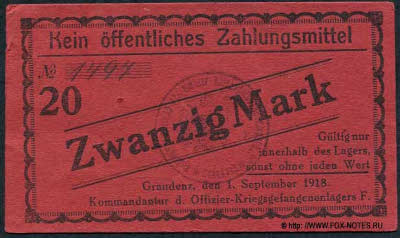 Kein öffentliches Zahlungsmittel
№ 1497
20
Zwanzig Mark
Gültig nur
innerhalb des Lagers,
sonst ohne jeden Wert
Graudenz, den 1. September 1918.
Kommandantur d. Offizier-Kriegsgefangenenlagers F.
http://WWW.FOX-NOTES.RU